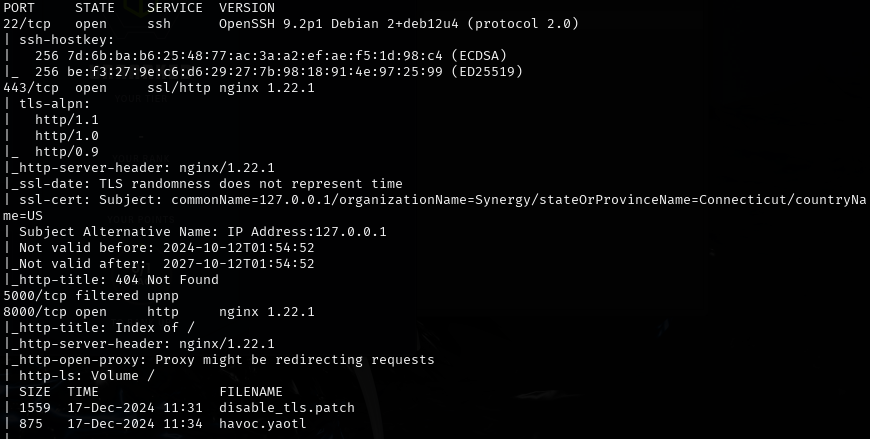 PORT     STATE    SERVICE  VERSION
22/tcp   open     ssh      OpenSSH 9.2p1 Debian 2+deb12u4 (protocol 2.0)
| ssh-hostkey:
|   256 7d:6b:ba:b6:25:48:77:ac:3a:a2:ef:ae:f5:1d:98:c4 (ECDSA)
|_  256 be:f3:27:9e:c6:d6:29:27:7b:98:18:91:4e:97:25:99 (ED25519)
443/tcp  open     ssl/http nginx 1.22.1
| tls-alpn:
|   http/1.1
|   http/1.0
|_  http/0.9
|_http-server-header: nginx/1.22.1
|_ssl-date: TLS randomness does not represent time
| ssl-cert: Subject: commonName=127.0.0.1/organizationName=Synergy/stateOrProvinceName=Connecticut/countryNa
me=US
| Subject Alternative Name: IP Address:127.0.0.1
| Not valid before: 2024-10-12T01:54:52
|_Not valid after:  2027-10-12T01:54:52
|_http-title: 404 Not Found
5000/tcp filtered upnp
8000/tcp open     http     nginx 1.22.1
|_http-title: Index of /
|_http-server-header: nginx/1.22.1
|_http-open-proxy: Proxy might be redirecting requests
| http-ls: Volume /
| SIZE  TIME               FILENAME
| 1559  17-Dec-2024 11:31  disable_tls.patch
| 875   17-Dec-2024 11:34  havoc.yaotl
|